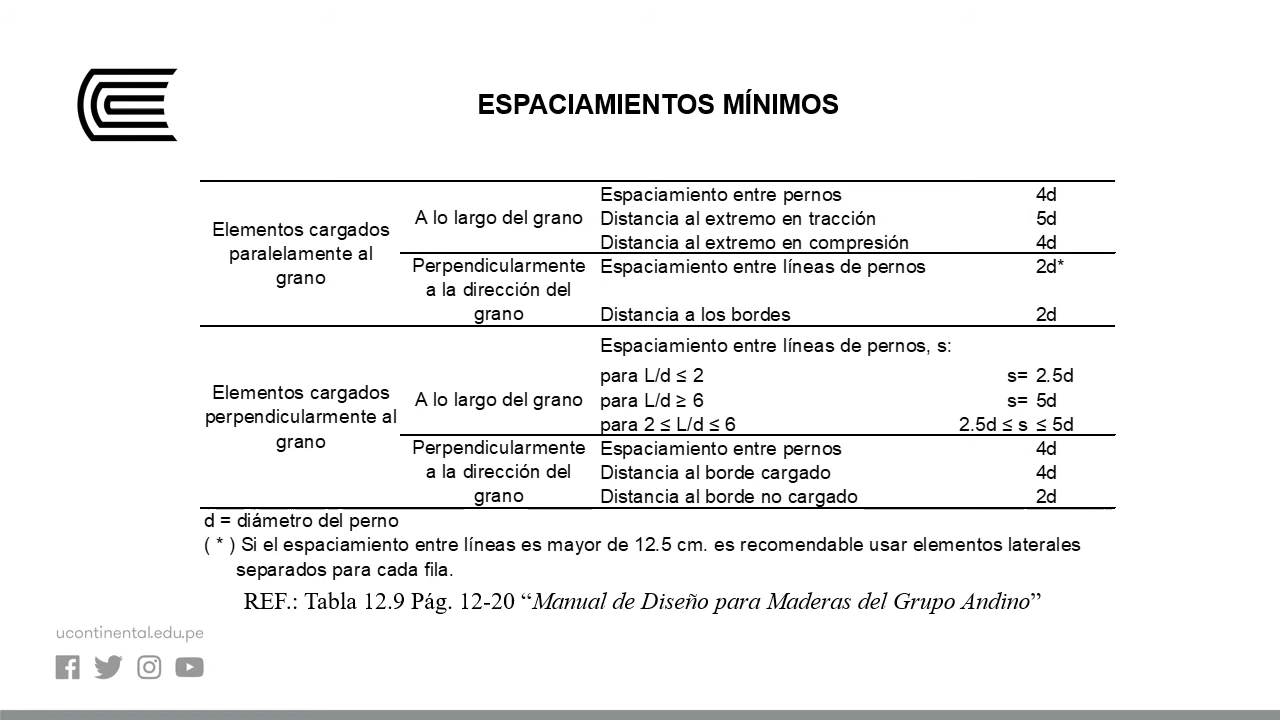 ESPACIAMIENTOS MÍNIMOS
Elementos cargados
paralelamente al
grano
A lo largo del grano
Espaciamiento entre pernos 4d
Distancia al extremo en tracción 5d
Distancia al extremo en compresión 4d
Perpendicularmente
a la dirección del
grano
Espaciamiento entre líneas de pernos 2d*
Distancia a los bordes 2d
Elementos cargados
perpendicularmente al
grano
A lo largo del grano
Espaciamiento entre líneas de pernos, s:
para L/d ≤ 2 s= 2.5d
para L/d ≥ 6 s= 5d
para 2 ≤ L/d ≤ 6 2.5d ≤ s ≤ 5d
Perpendicularmente
a la dirección del
grano
Espaciamiento entre pernos 4d
Distancia al borde cargado 4d
Distancia al borde no cargado 2d
d = diámetro del perno
( * ) Si el espaciamiento entre líneas es mayor de 12.5 cm. es recomendable usar elementos laterales
separados para cada fila.
REF.: Tabla 12.9 Pág. 12-20 “Manual de Diseño para Maderas del Grupo Andino”
ucontinental.edu.pe